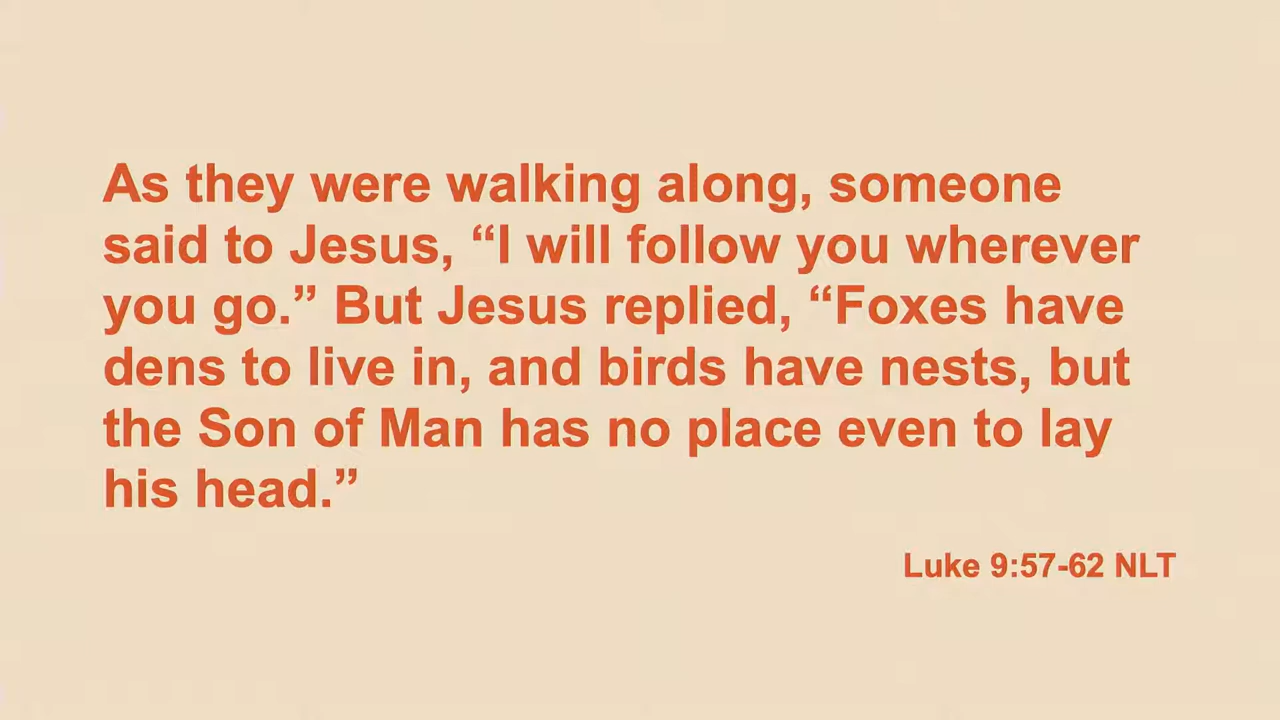 As they were walking along, someone
said to Jesus, “I will follow you wherever
you go.” But Jesus replied, “Foxes have
dens to live in, and birds have nests, but
the Son of Man has no place even to lay
his head.”
Luke 9:57-62 NLT